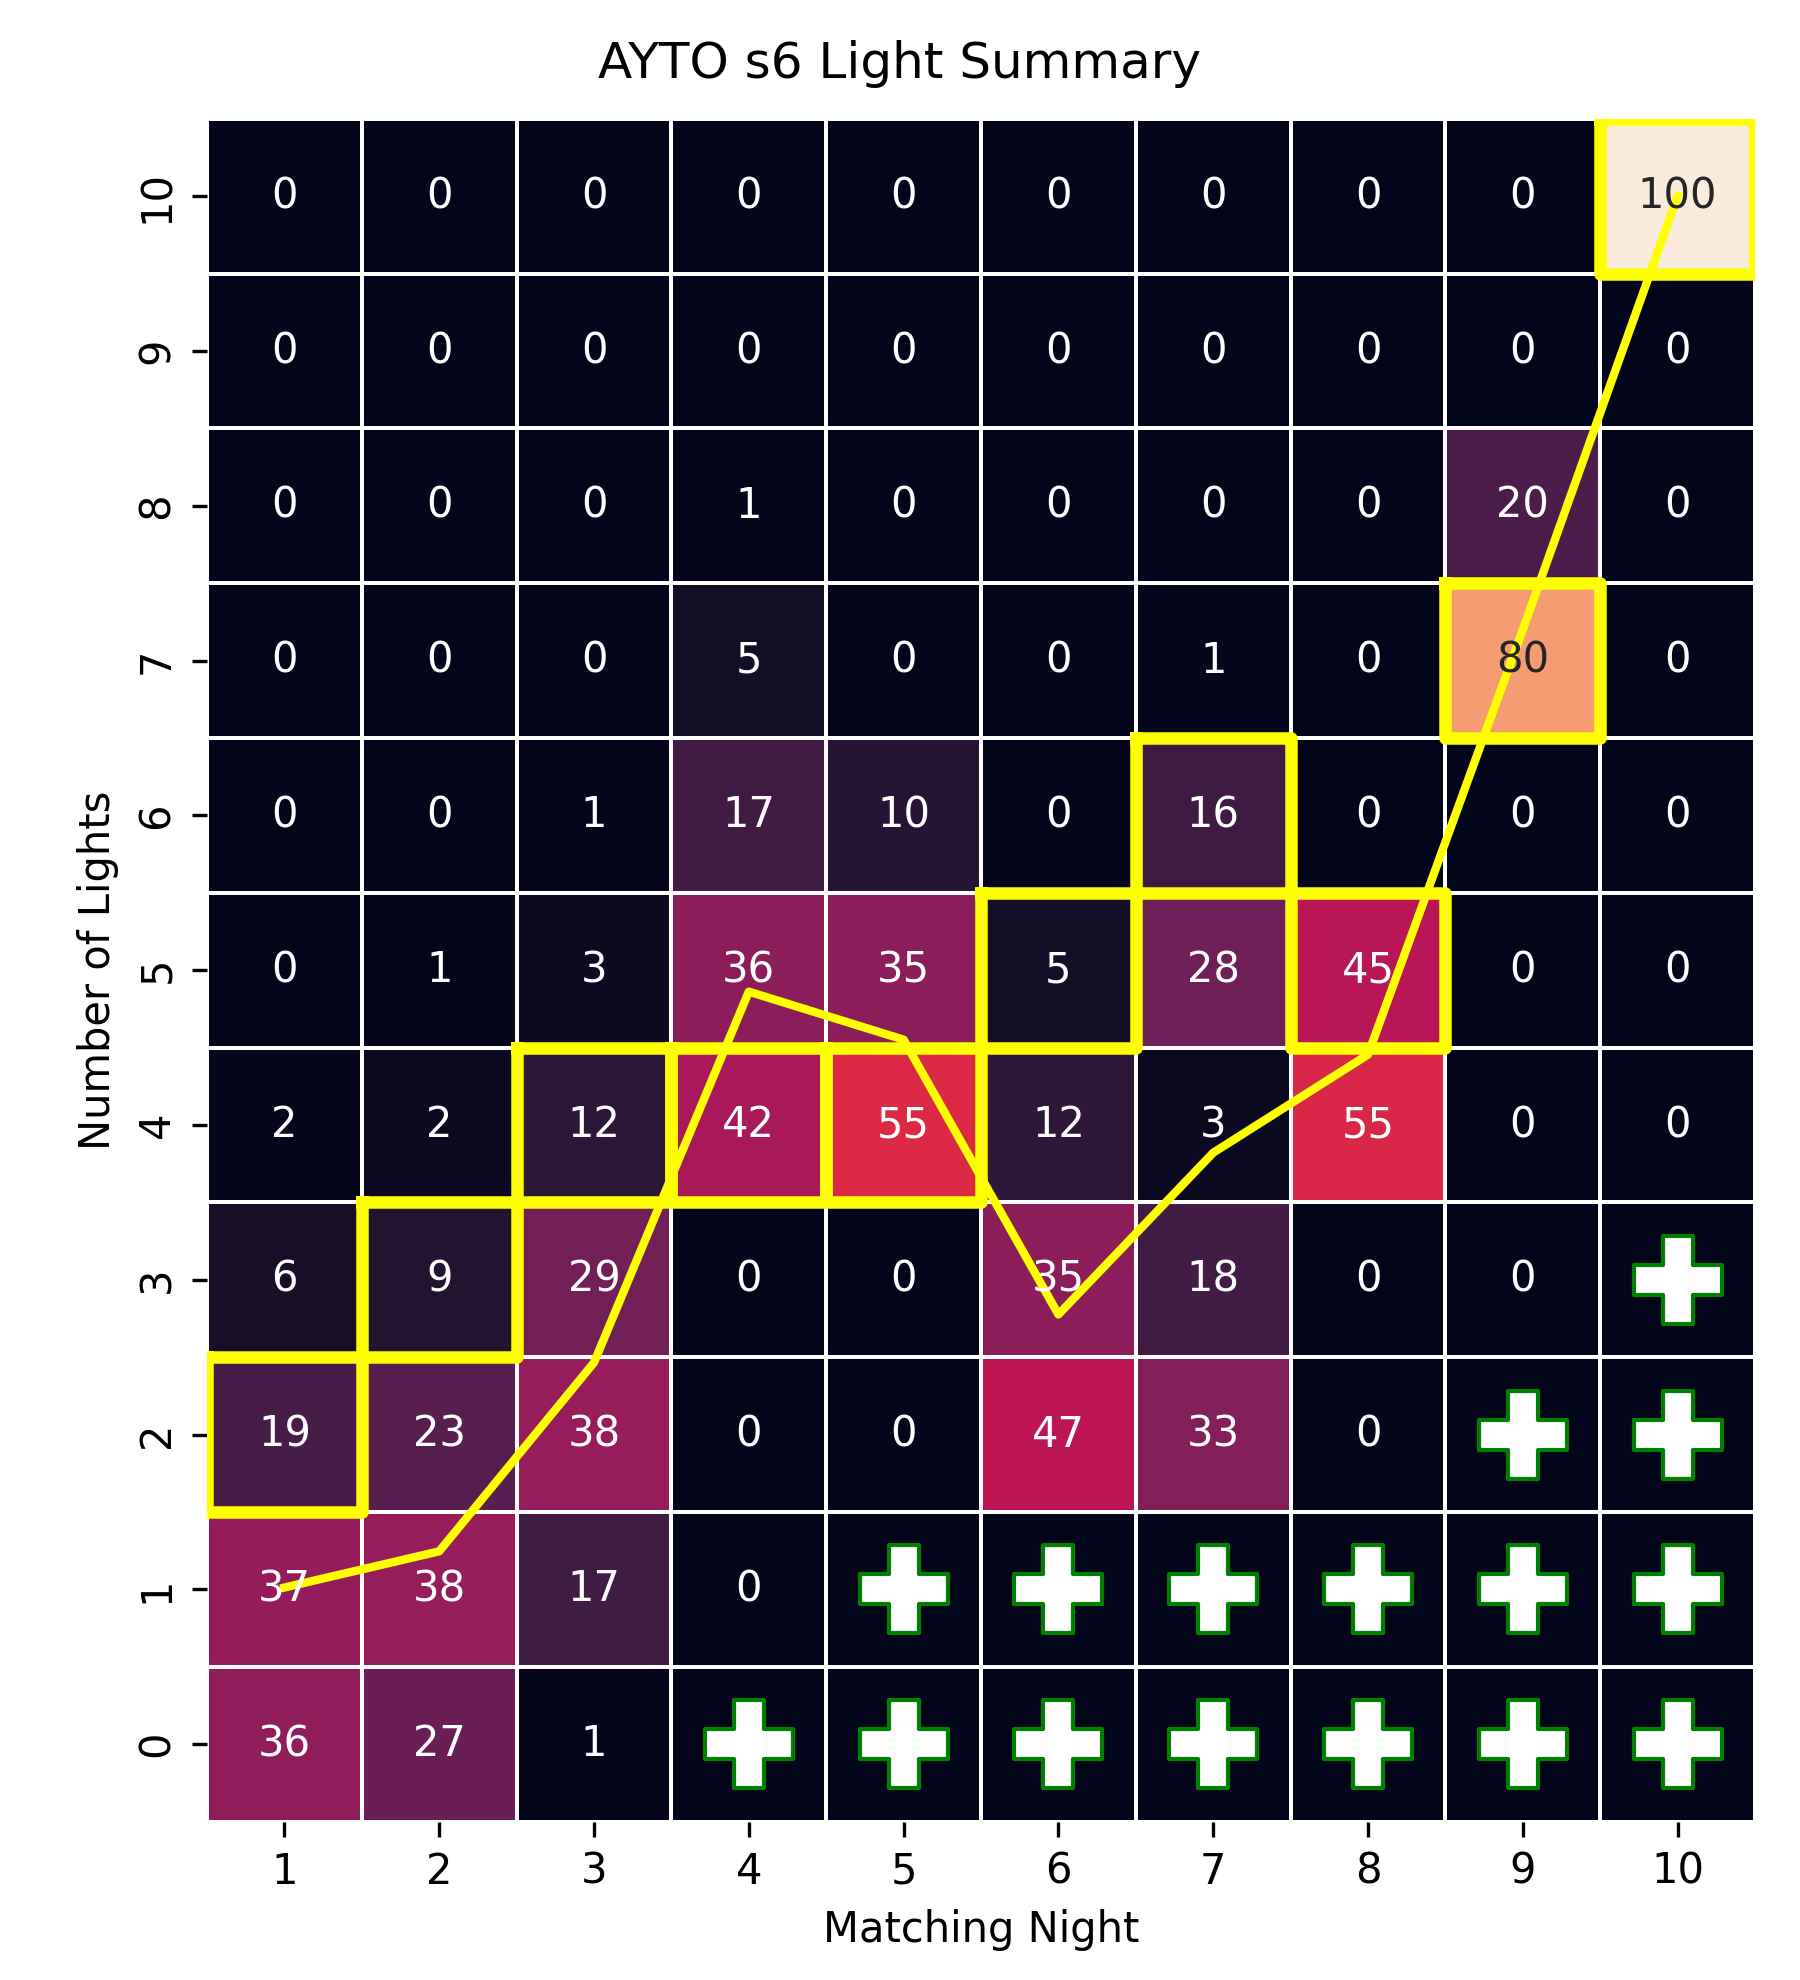 AYTO s6 Light Summary
Number of Lights
10 0 0 0 0 0 0 0 0 0 100
9 0 0 0 0 0 0 0 0 0 0
8 0 0 0 1 0 0 0 0 20 0
7 0 0 0 5 0 0 1 0 80 0
6 0 0 1 17 10 0 16 0 0 0
5 0 1 3 36 35 5 28 45 0 0
4 2 2 12 42 55 12 3 55 0 0
3 6 9 29 0 0 35 18 0 0
2 19 23 38 0 0 47 33 0
1 37 38 17 0
0 36 27 1
1 2 3 4 5 6 7 8 9 10
Matching Night